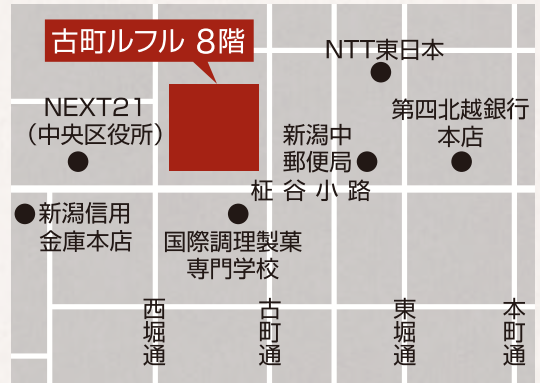 古町ルフル 8階
NTT東日本
NEXT21
（中央区役所）
第四北越銀行
本店
新潟中
郵便局
柾谷小路
新潟信用
金庫本店
国際調理製菓
専門学校
西堀通
古町通
東堀通
本町通